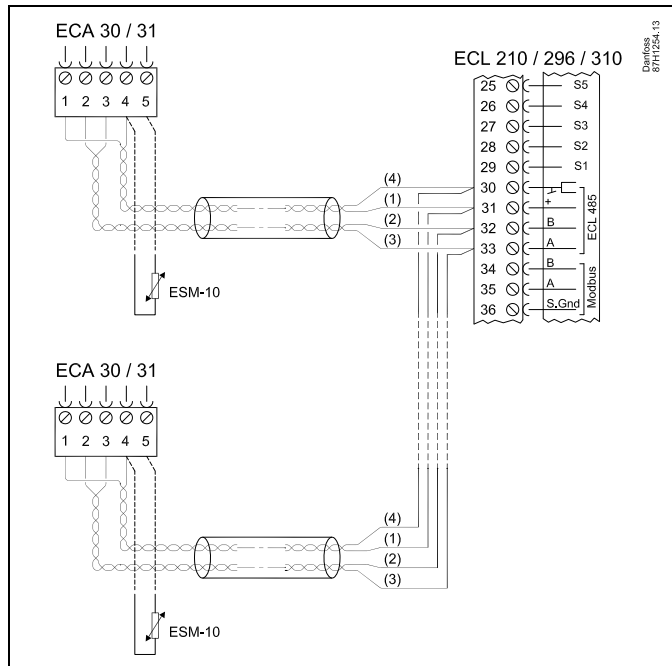 ECA 30 / 31
1 2 3 4 5
ESM-10
(4)
(1)
(2)
(3)
ECL 210 / 296 / 310
25 S5
26 S4
27 S3
28 S2
29 S1
30
31 +
32 B
33 A
34 B
35 A
36 S.Gnd
ECL 485
Modbus
Danfoss
87H1254.13
ECA 30 / 31
1 2 3 4 5
ESM-10
(4)
(1)
(2)
(3)